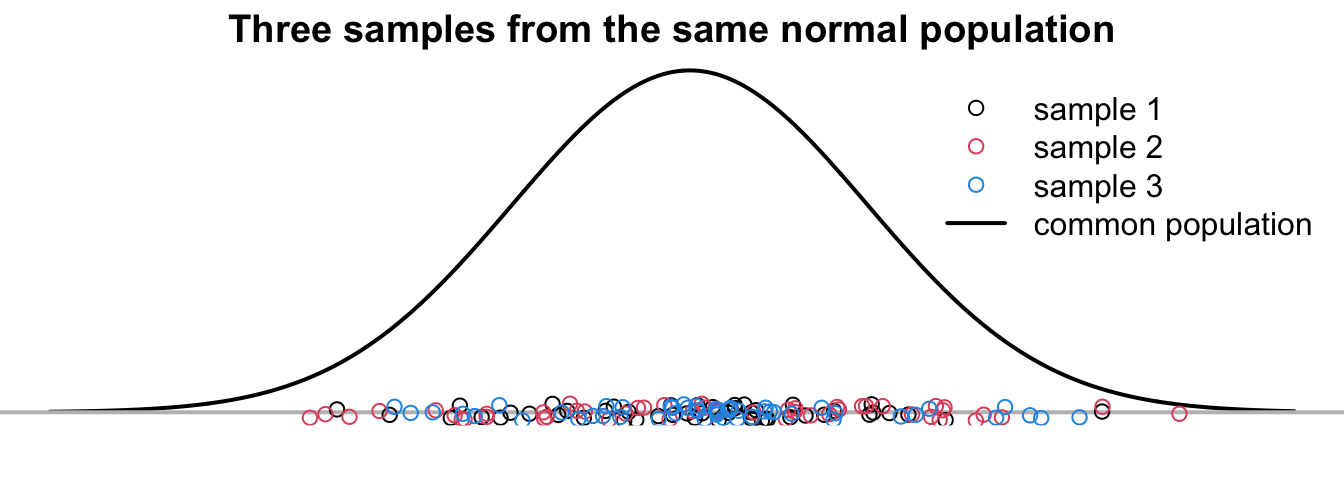 Three samples from the same normal population
sample 1
sample 2
sample 3
common population